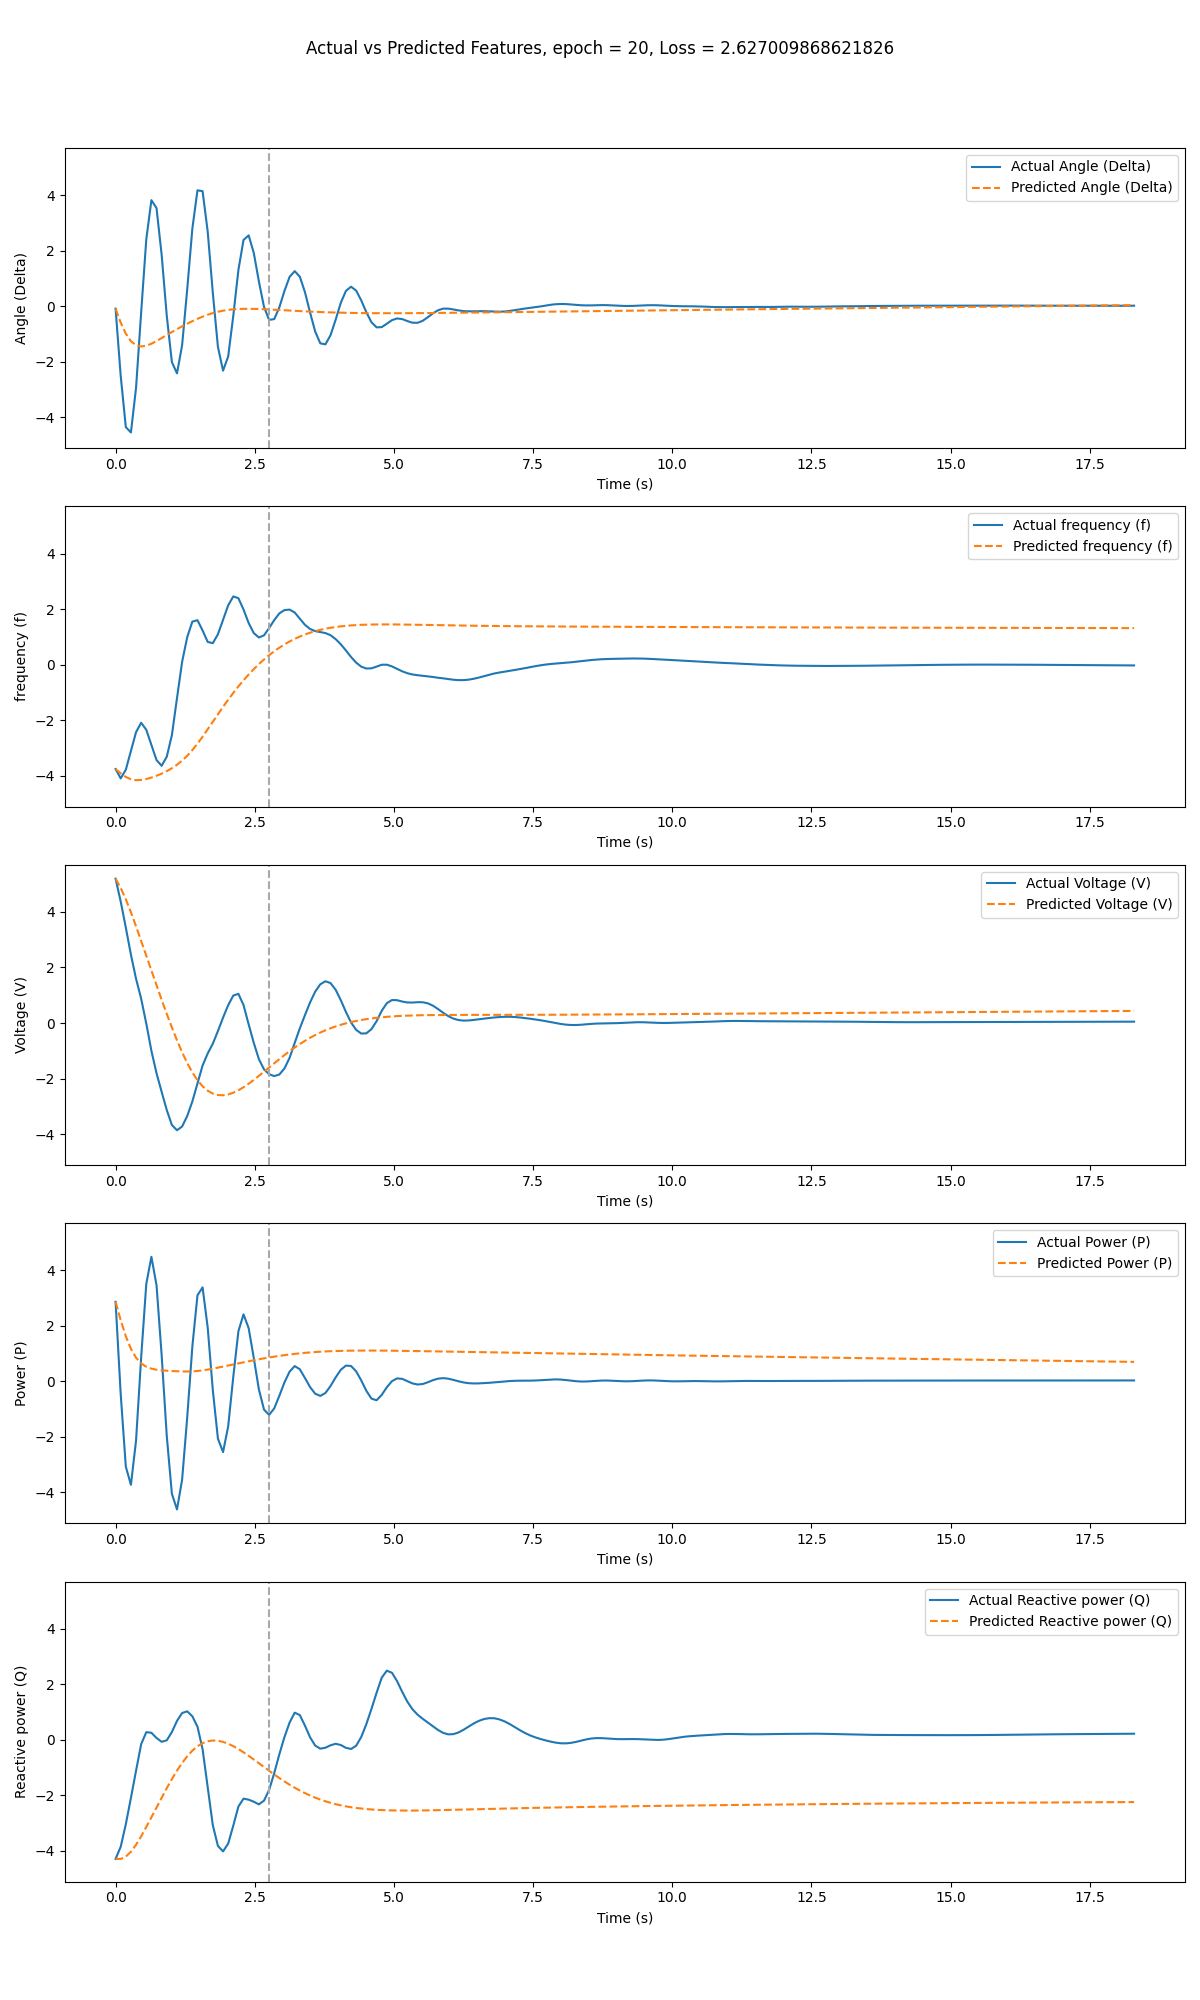 Actual vs Predicted Features, epoch = 20, Loss = 2.627009868621826
Actual Angle (Delta)
Predicted Angle (Delta)
Angle (Delta)
4
2
0
−2
−4
0.0 2.5 5.0 7.5 10.0 12.5 15.0 17.5
Time (s)
Actual frequency (f)
Predicted frequency (f)
frequency (f)
4
2
0
−2
−4
0.0 2.5 5.0 7.5 10.0 12.5 15.0 17.5
Time (s)
Actual Voltage (V)
Predicted Voltage (V)
Voltage (V)
4
2
0
−2
−4
0.0 2.5 5.0 7.5 10.0 12.5 15.0 17.5
Time (s)
Actual Power (P)
Predicted Power (P)
Power (P)
4
2
0
−2
−4
0.0 2.5 5.0 7.5 10.0 12.5 15.0 17.5
Time (s)
Actual Reactive power (Q)
Predicted Reactive power (Q)
Reactive power (Q)
4
2
0
−2
−4
0.0 2.5 5.0 7.5 10.0 12.5 15.0 17.5
Time (s)